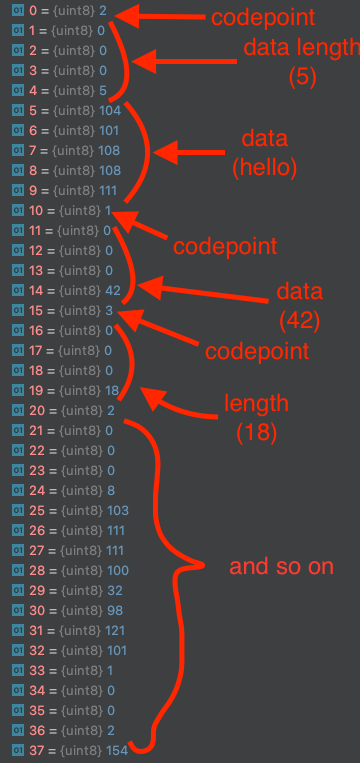 01 0 = {uint8} 2 codepoint
01 1 = {uint8} 0
01 2 = {uint8} 0 data length
01 3 = {uint8} 0 (5)
01 4 = {uint8} 5
01 5 = {uint8} 104
01 6 = {uint8} 101 data
01 7 = {uint8} 108 (hello)
01 8 = {uint8} 108
01 9 = {uint8} 111
01 10 = {uint8} 1
01 11 = {uint8} 0
01 12 = {uint8} 0 codepoint
01 13 = {uint8} 0
01 14 = {uint8} 42 data
01 15 = {uint8} 3 (42)
01 16 = {uint8} 0
01 17 = {uint8} 0 codepoint
01 18 = {uint8} 0
01 19 = {uint8} 18 length
01 20 = {uint8} 2 (18)
01 21 = {uint8} 0
01 22 = {uint8} 0
01 23 = {uint8} 0
01 24 = {uint8} 8
01 25 = {uint8} 103
01 26 = {uint8} 111
01 27 = {uint8} 111
01 28 = {uint8} 100 and so on
01 29 = {uint8} 32
01 30 = {uint8} 98
01 31 = {uint8} 121
01 32 = {uint8} 101
01 33 = {uint8} 1
01 34 = {uint8} 0
01 35 = {uint8} 0
01 36 = {uint8} 2
01 37 = {uint8} 154